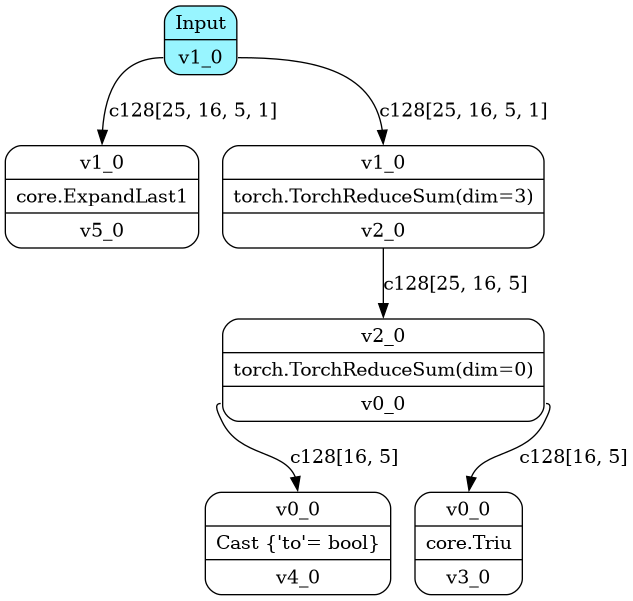 Input
v1_0
c128[25, 16, 5, 1]
c128[25, 16, 5, 1]
v1_0
core.ExpandLast1
v5_0
v1_0
torch.TorchReduceSum(dim=3)
v2_0
c128[25, 16, 5]
v2_0
torch.TorchReduceSum(dim=0)
v0_0
c128[16, 5]
c128[16, 5]
v0_0
Cast {'to'= bool}
v4_0
v0_0
core.Triu
v3_0